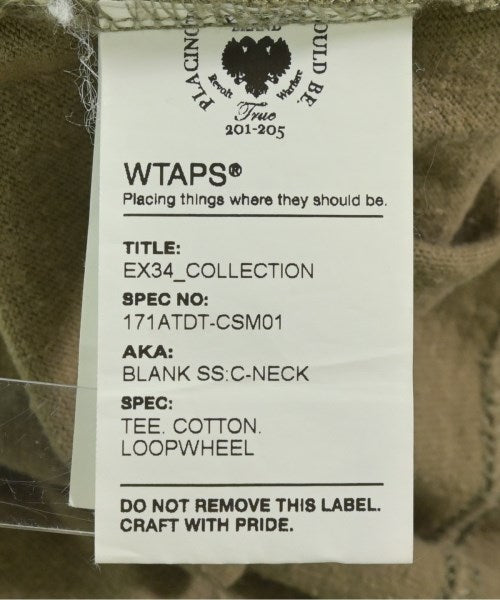 PLACING
OULD BE.
Revolt
Warfare
True
201-205
WTAPS®
Placing things where they should be.
TITLE:
EX34_COLLECTION
SPEC NO:
171ATDT-CSM01
AKA:
BLANK SS:C-NECK
SPEC:
TEE. COTTON.
LOOPWHEEL
DO NOT REMOVE THIS LABEL.
CRAFT WITH PRIDE.